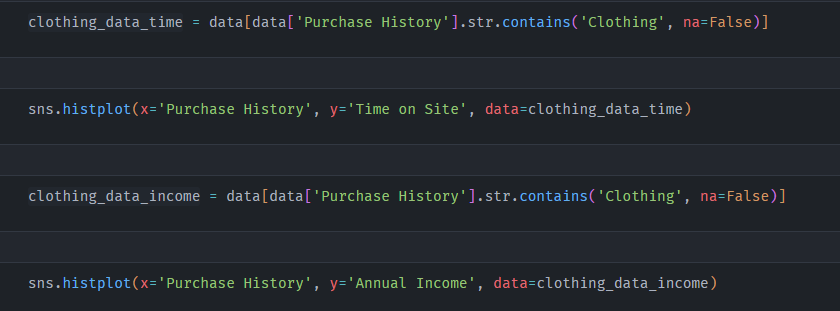 clothing_data_time = data[data['Purchase History'].str.contains('Clothing', na=False)]
sns.histplot(x='Purchase History', y='Time on Site', data=clothing_data_time)
clothing_data_income = data[data['Purchase History'].str.contains('Clothing', na=False)]
sns.histplot(x='Purchase History', y='Annual Income', data=clothing_data_income)